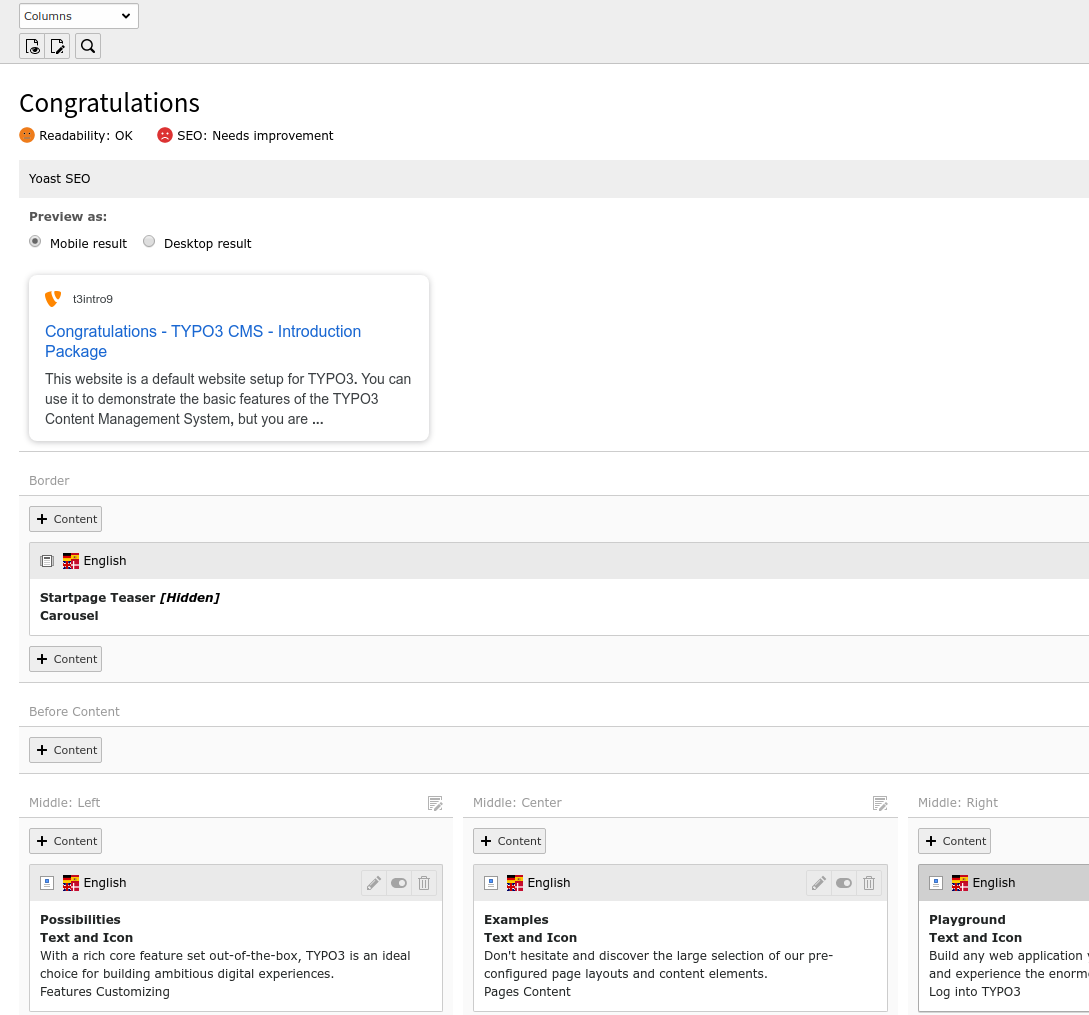 Columns
Congratulations
Readability: OK SEO: Needs improvement
Yoast SEO
Preview as:
Mobile result Desktop result
t3intro9
Congratulations - TYPO3 CMS - Introduction
Package
This website is a default website setup for TYPO3. You can
use it to demonstrate the basic features of the TYPO3
Content Management System, but you are ...
Border
+ Content
English
Startpage Teaser [Hidden]
Carousel
+ Content
Before Content
+ Content
Middle: Left
+ Content
English
Possibilities
Text and Icon
With a rich core feature set out-of-the-box, TYPO3 is an ideal
choice for building ambitious digital experiences.
Features Customizing
Middle: Center
+ Content
English
Examples
Text and Icon
Don't hesitate and discover the large selection of our pre-
configured page layouts and content elements.
Pages Content
Middle: Right
+ Content
English
Playground
Text and Icon
Build any web application
and experience the
Log into TYPO3